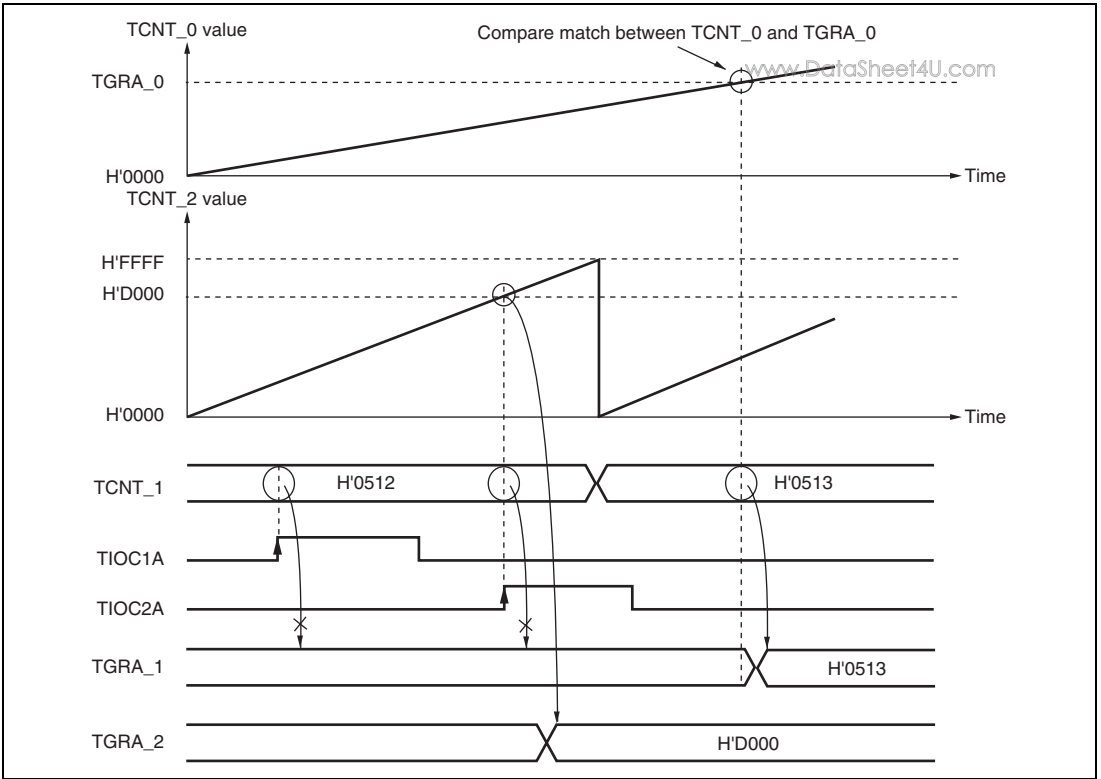 TCNT_0 value
Compare match between TCNT_0 and TGRA_0
www.DataSheet4U.com
TGRA_0
H'0000
Time
TCNT_2 value
H'FFFF
H'D000
H'0000
Time
TCNT_1
H'0512
H'0513
TIOC1A
TIOC2A
TGRA_1
H'0513
TGRA_2
H'D000